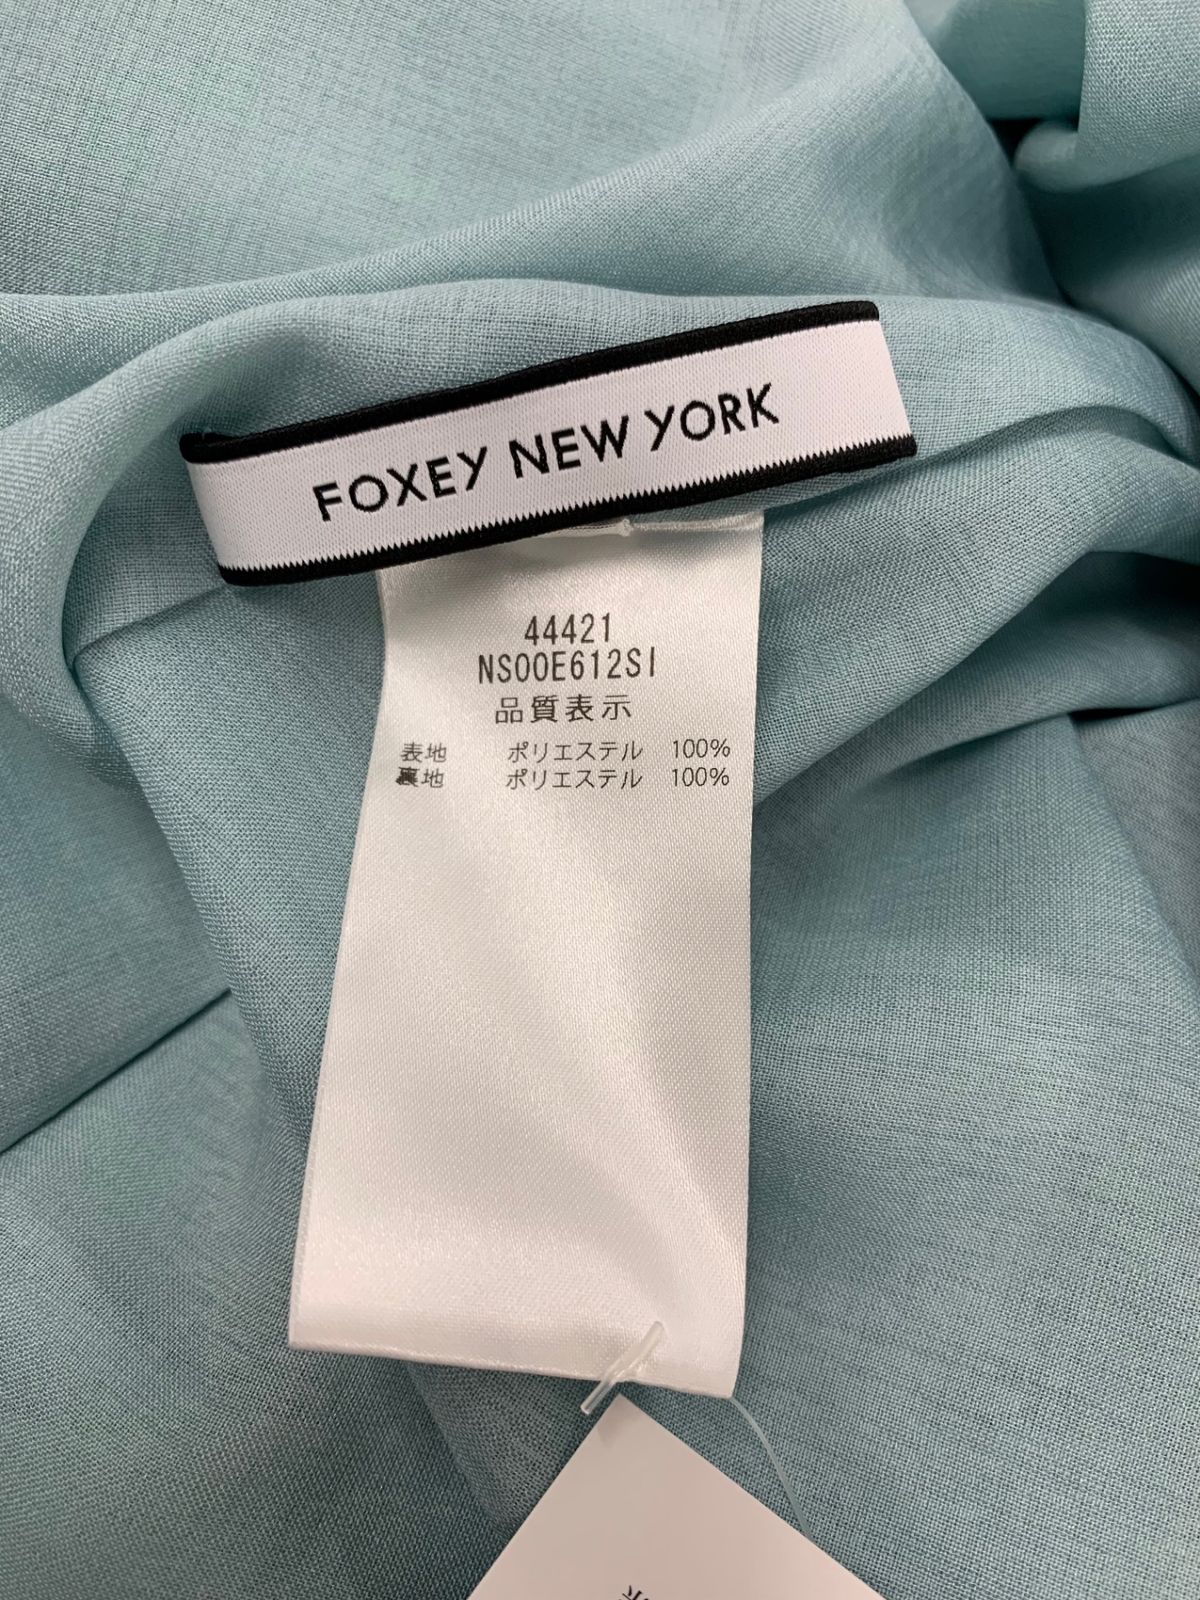 FOXEY NEW YORK
44421
NS00E612SI
品質表示
表地 ポリエステル 100%
裏地 ポリエステル 100%